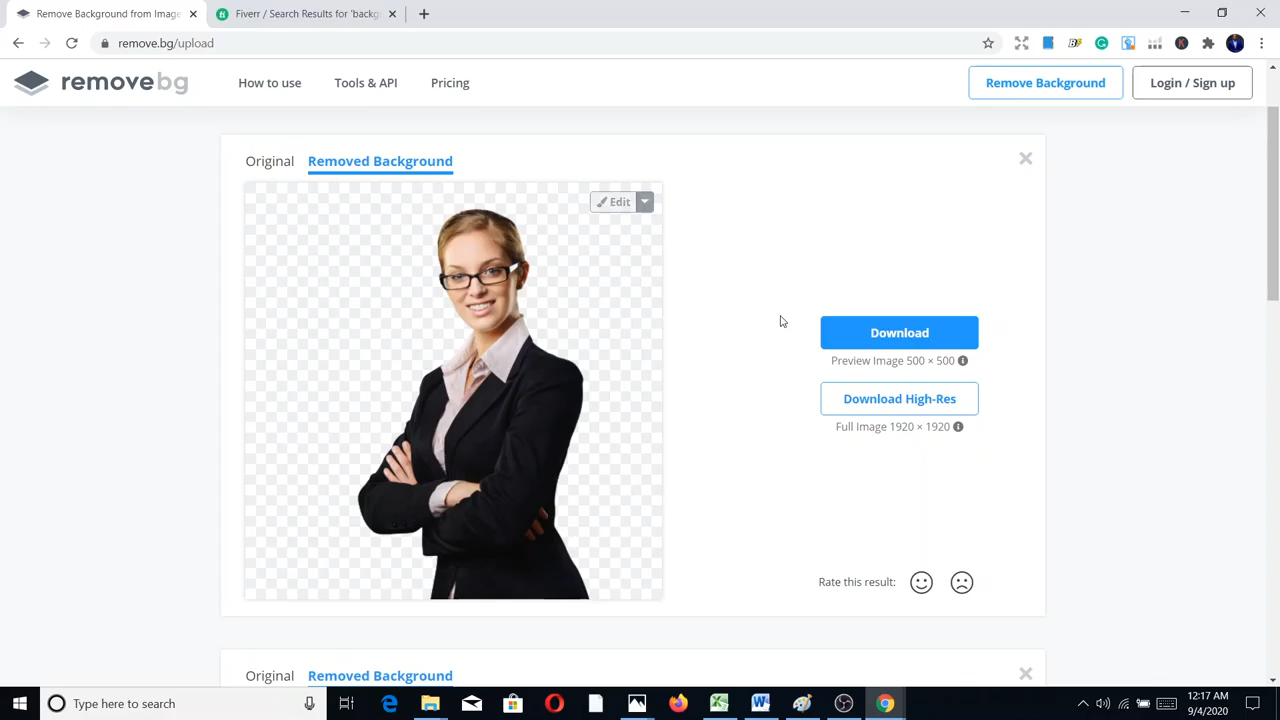 Remove Background from Image
Fiverr / Search Results for 'backg
remove.bg/upload
removebg
How to use
Tools & API
Pricing
Remove Background
Login / Sign up
Original
Removed Background
Edit
Download
Preview Image 500 × 500
Download High-Res
Full Image 1920 × 1920
Rate this result:
Original
Removed Background
Type here to search
12:17 AM
9/4/2020